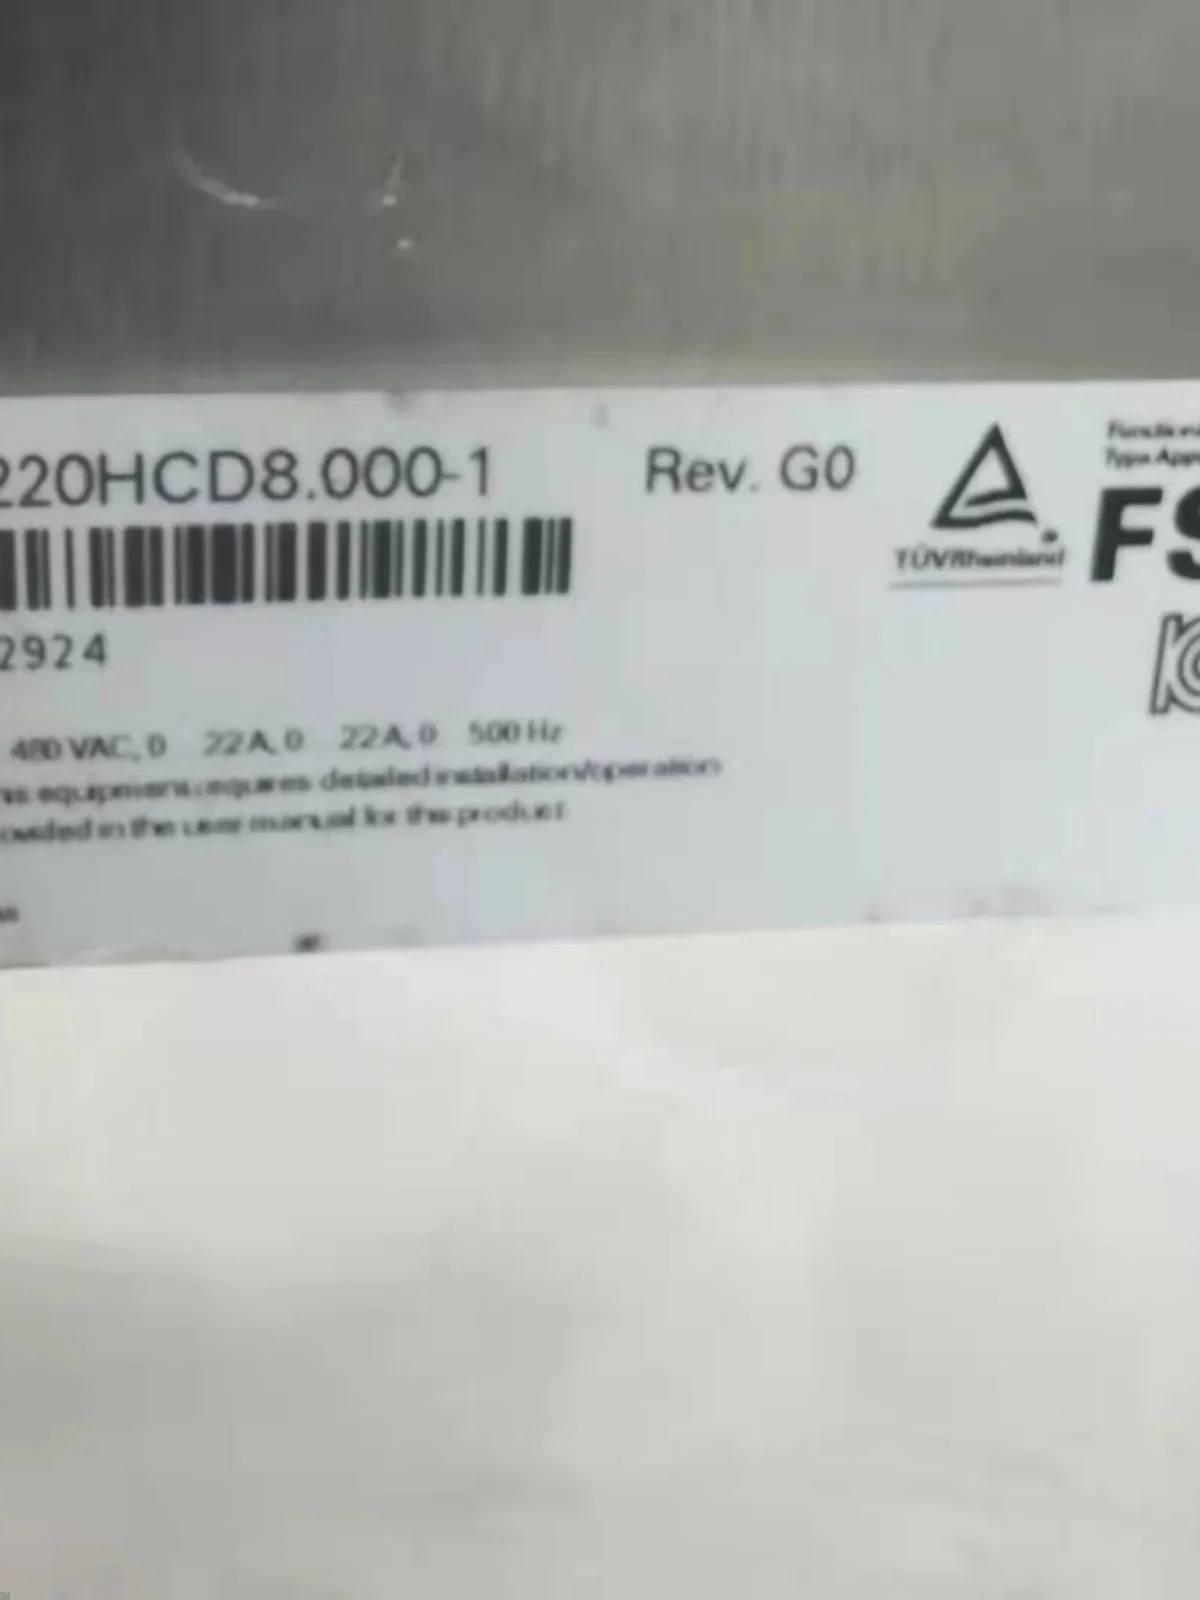 220HCD8.000-1 Rev. G0
TÜVRheinland
FS
2924
480 VAC, 0 22A, 0 22A, 0 500 Hz
equipment requires detailed installation/operation
in the user manual for this product